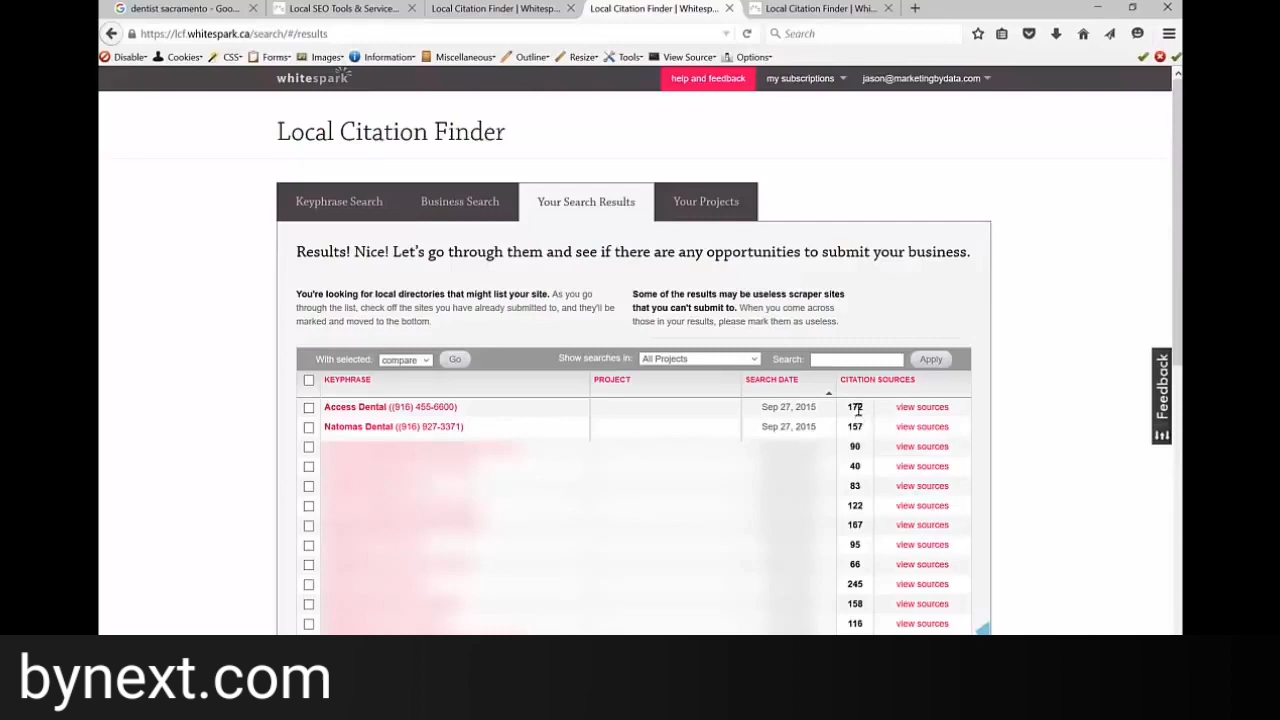 dentist sacramento - Goo...
Local SEO Tools & Service...
Local Citation Finder | Whitesp...
Local Citation Finder | Whitesp...
Local Citation Finder | Whi...
https://lcf.whitespark.ca/search/#/results
Search
Disable
Cookies
CSS
Forms
Images
Information
Miscellaneous
Outline
Resize
Tools
View Source
Options
whitespark
help and feedback
my subscriptions
jason@marketingbydata.com
Local Citation Finder
Keyphrase Search
Business Search
Your Search Results
Your Projects
Results! Nice! Let's go through them and see if there are any opportunities to submit your business.
You're looking for local directories that might list your site. As you go
through the list, check off the sites you have already submitted to, and they'll be
marked and moved to the bottom.
Some of the results may be useless scraper sites
that you can't submit to. When you come across
those in your results, please mark them as useless.
With selected: compare Go
Show searches in: All Projects
Search: Apply
KEYPHRASE PROJECT SEARCH DATE CITATION SOURCES
Access Dental ((916) 455-6600) Sep 27, 2015 172 view sources
Natomas Dental ((916) 927-3371) Sep 27, 2015 157 view sources
90 view sources
40 view sources
83 view sources
122 view sources
167 view sources
95 view sources
66 view sources
245 view sources
158 view sources
116 view sources
Feedback
bynext.com